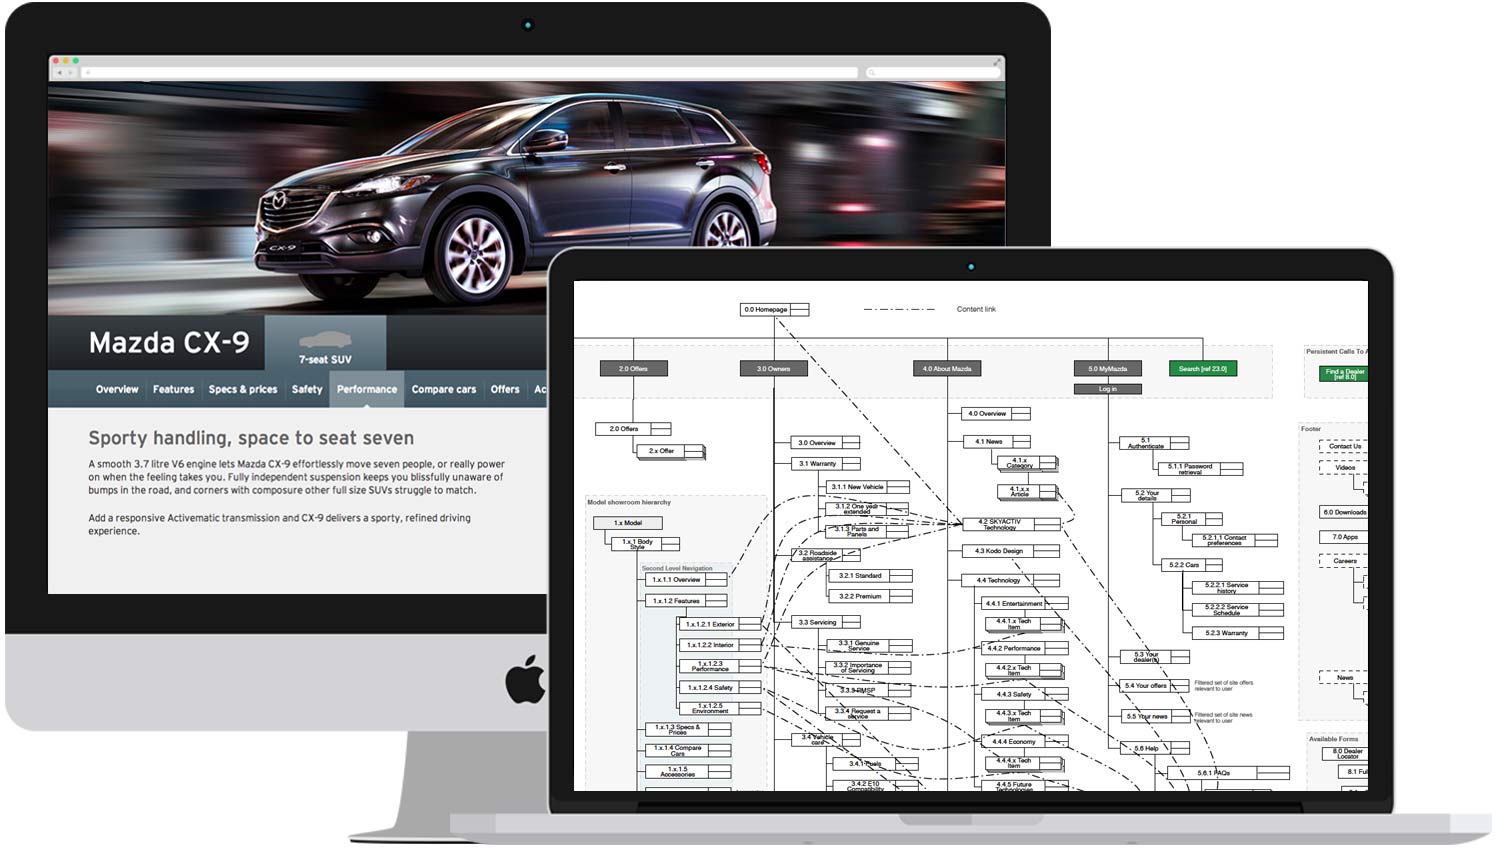 CX-9
Mazda CX-9
7-seat SUV
Overview
Features
Specs & prices
Safety
Performance
Compare cars
Offers
Ac
Sporty handling, space to seat seven
A smooth 3.7 litre V6 engine lets Mazda CX-9 effortlessly move seven people, or really power
on when the feeling takes you. Fully independent suspension keeps you blissfully unaware of
bumps in the road, and corners with composure other full size SUVs struggle to match.
Add a responsive Activematic transmission and CX-9 delivers a sporty, refined driving
experience.
0.0 Homepage
Content link
2.0 Offers
3.0 Owners
4.0 About Mazda
5.0 MyMazda
Log in
Search [ref 23.0]
Persistent Calls To A
Find a Dealer
[ref 8.0]
2.0 Offers
2.x Offer
Model showroom hierarchy
1.x Model
1.x.1 Body
Style
Second Level Navigation
1.x.1.1 Overview
1.x.1.2 Features
1.x.1.2.1 Exterior
1.x.1.2.2 Interior
1.x.1.2.3
Performance
1.x.1.2.4 Safety
1.x.1.2.5
Environment
1.x.1.3 Specs &
Prices
1.x.1.4 Compare
Cars
1.x.1.5
Accessories
3.0 Overview
3.1 Warranty
3.1.1 New Vehicle
3.1.2 One year
extended
3.1.3 Parts and
Panels
3.2 Roadside
assistance
3.2.1 Standard
3.2.2 Premium
3.3 Servicing
3.3.1 Genuine
Service
3.3.2 Importance
of Servicing
3.3.3 RMSP
3.3.4 Request a
service
3.4 Vehicle
care
3.4.1 Fuels
3.4.2 E10
Compatibility
4.0 Overview
4.1 News
4.1.x
Category
4.1.x.x
Article
4.2 SKYACTIV
Technology
4.3 Kodo Design
4.4 Technology
4.4.1 Entertainment
4.4.1.x Tech
Item
4.4.2 Performance
4.4.2.x Tech
Item
4.4.3 Safety
4.4.3.x Tech
Item
4.4.4 Economy
4.4.4.x Tech
Item
4.4.5 Future
Technologies
5.1
Authenticate
5.1.1 Password
retrieval
5.2 Your
details
5.2.1
Personal
5.2.1.1 Contact
preferences
5.2.2 Cars
5.2.2.1 Service
history
5.2.2.2 Service
Schedule
5.2.3 Warranty
5.3 Your
dealer(s)
5.4 Your offers
Filtered set of site offers
relevant to user
5.5 Your news
Filtered set of site news
relevant to user
5.6 Help
5.6.1 FAQs
Footer
Contact Us
Videos
6.0 Downloads
7.0 Apps
Careers
News
Available Forms
8.0 Dealer
Locator
8.1 Ful